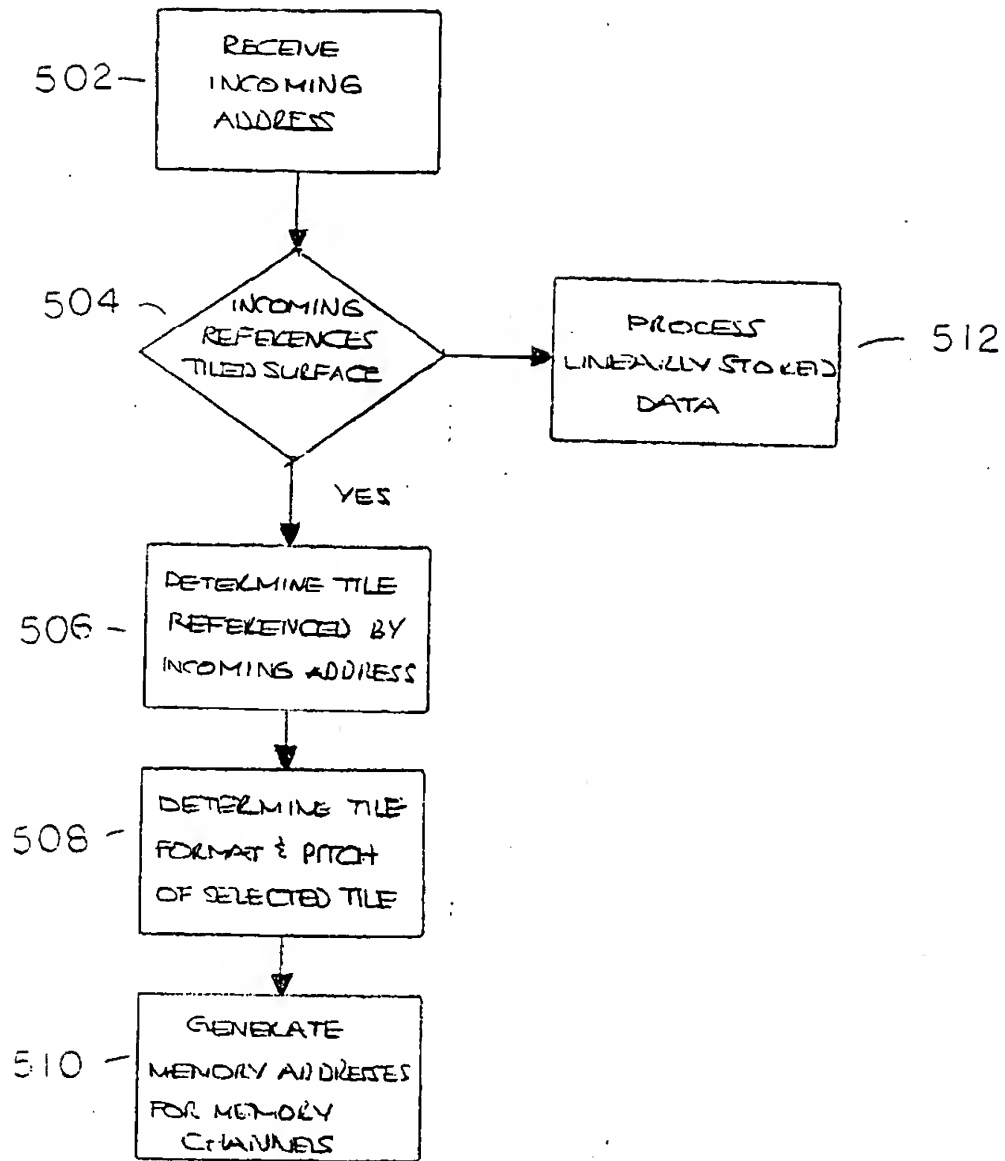 502
RECEIVE
INCOMING
ADDRESS
504
INCOMING
REFERENCES
TILED SURFACE
PROCESS
LINEARLY STORED
DATA
512
YES
506
DETERMINE TILE
REFERENCED BY
INCOMING ADDRESS
508
DETERMINE TILE
FORMAT & PITCH
OF SELECTED TILE
510
GENERATE
MEMORY ADDRESSES
FOR MEMORY
CHANNELS